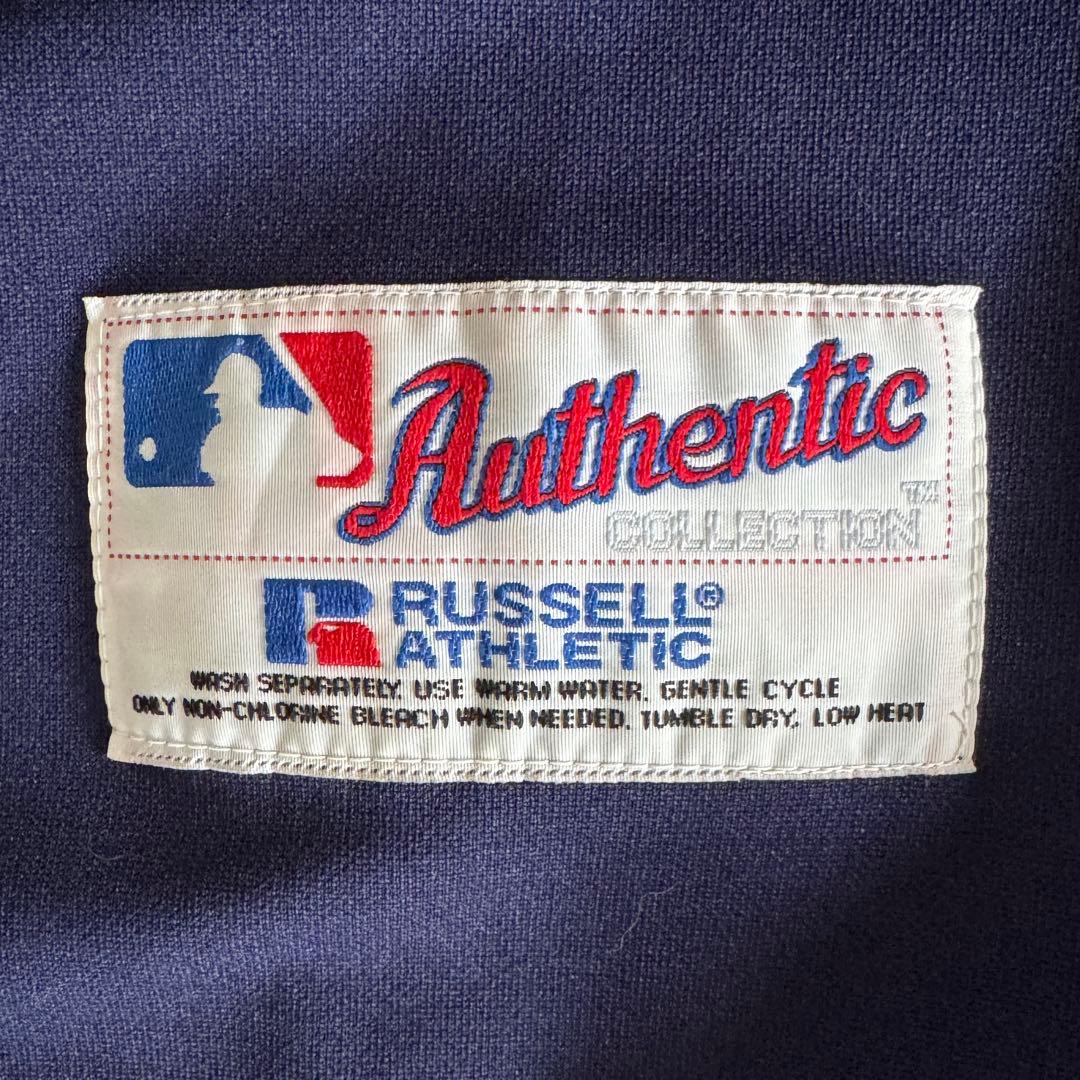 Authentic
COLLECTION™
RUSSELL®
ATHLETIC
WASH SEPARATELY. USE WARM WATER. GENTLE CYCLE
ONLY NON-CHLORINE BLEACH WHEN NEEDED. TUMBLE DRY, LOW HEAT